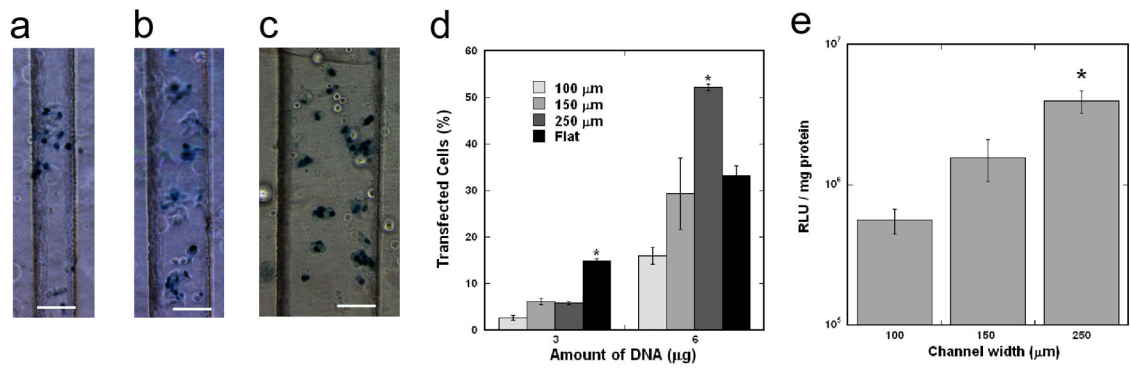 a
b
c
d
60
50
40
30
20
10
0
Transfected Cells (%)
100 μm
150 μm
250 μm
Flat
*
*
3
6
Amount of DNA (μg)
e
10⁷
10⁶
10⁵
RLU / mg protein
*
100
150
250
Channel width (μm)